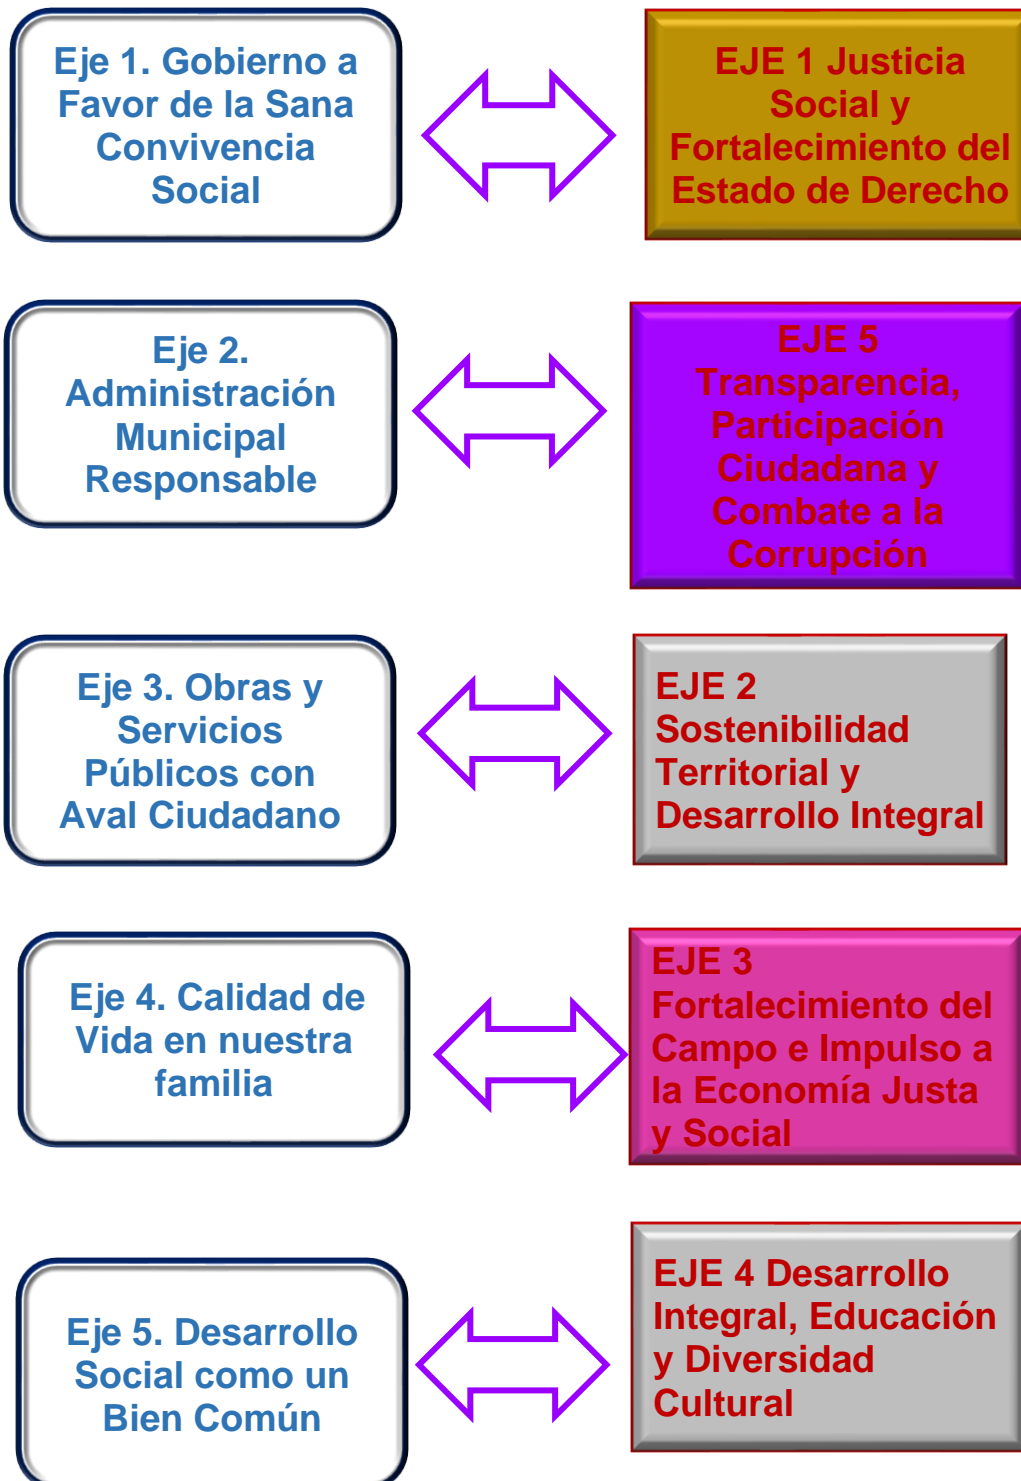 Eje 1. Gobierno a
Favor de la Sana
Convivencia
Social
EJE 1 Justicia
Social y
Fortalecimiento del
Estado de Derecho
Eje 2.
Administración
Municipal
Responsable
EJE 5
Transparencia,
Participación
Ciudadana y
Combate a la
Corrupción
Eje 3. Obras y
Servicios
Públicos con
Aval Ciudadano
EJE 2
Sostenibilidad
Territorial y
Desarrollo Integral
Eje 4. Calidad de
Vida en nuestra
familia
EJE 3
Fortalecimiento del
Campo e Impulso a
la Economía Justa
y Social
Eje 5. Desarrollo
Social como un
Bien Común
EJE 4 Desarrollo
Integral, Educación
y Diversidad
Cultural